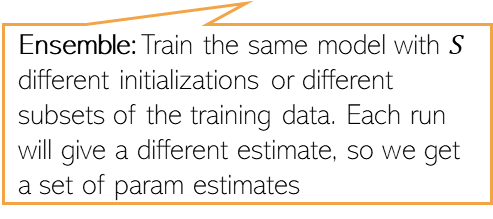 Ensemble: Train the same model with S
different initializations or different
subsets of the training data. Each run
will give a different estimate, so we get
a set of param estimates